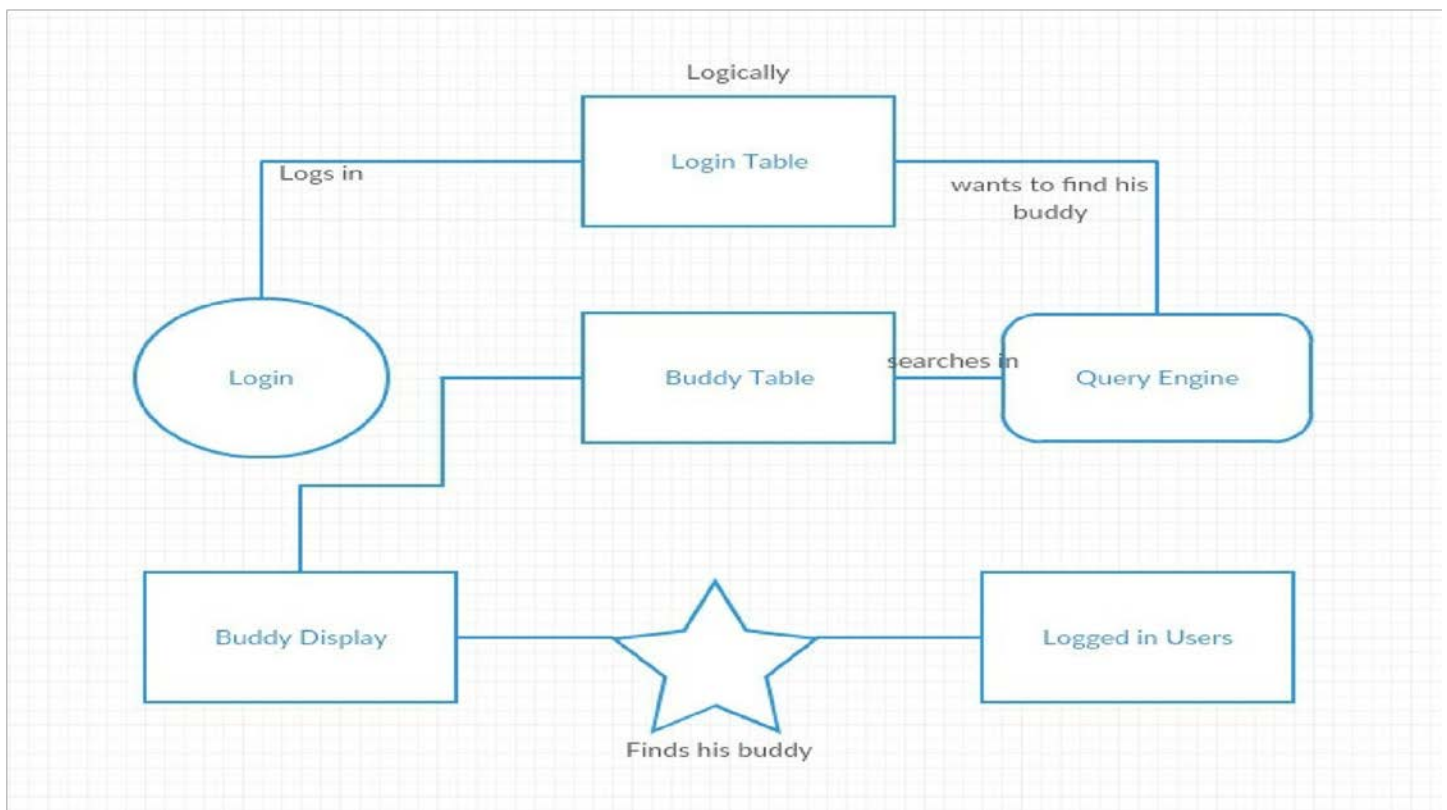 Logically
Logs in
Login Table
wants to find his
buddy
Login
Buddy Table
searches in
Query Engine
Buddy Display
Logged in Users
Finds his buddy